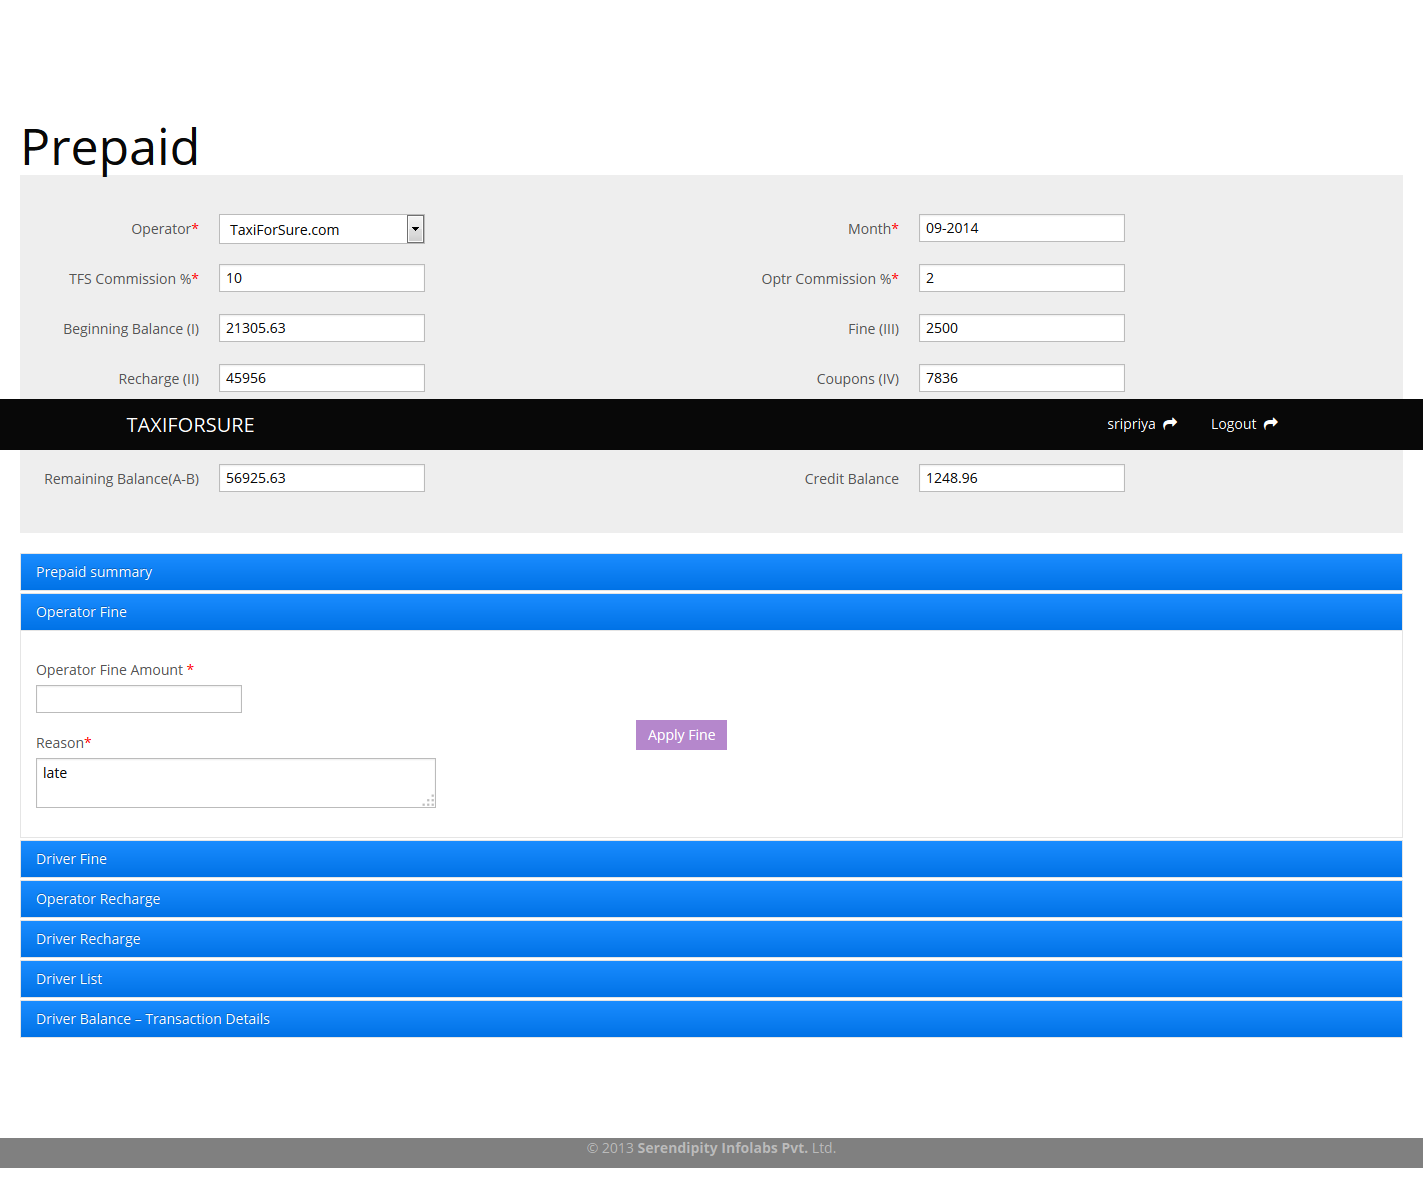 Prepaid
Operator* TaxiForSure.com Month* 09-2014
TFS Commission %* 10 Optr Commission %* 2
Beginning Balance (I) 21305.63 Fine (III) 2500
Recharge (II) 45956 Coupons (IV) 7836
TAXIFORSURE sripriya Logout
Remaining Balance(A-B) 56925.63 Credit Balance 1248.96
Prepaid summary
Operator Fine
Operator Fine Amount *
Apply Fine
Reason*
late
Driver Fine
Operator Recharge
Driver Recharge
Driver List
Driver Balance – Transaction Details
© 2013 Serendipity Infolabs Pvt. Ltd.